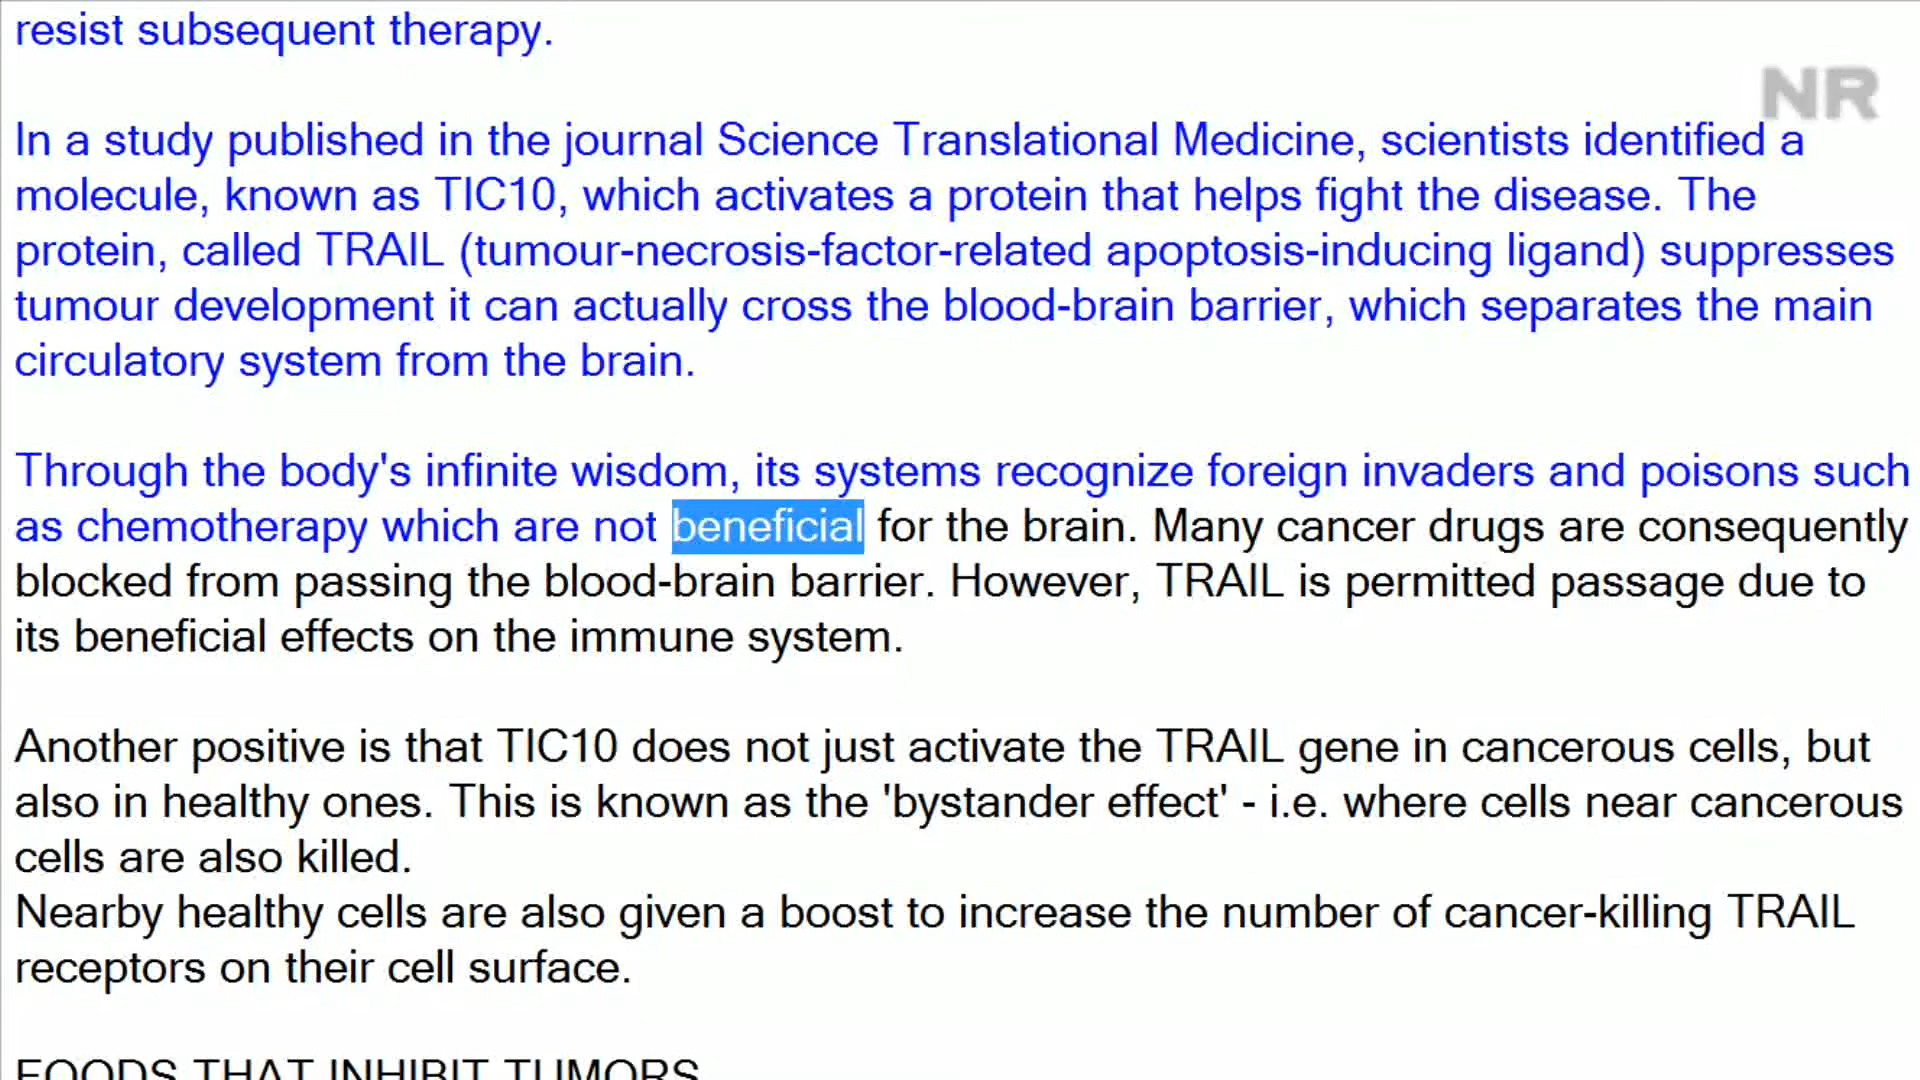 resist subsequent therapy.
NR
In a study published in the journal Science Translational Medicine, scientists identified a
molecule, known as TIC10, which activates a protein that helps fight the disease. The
protein, called TRAIL (tumour-necrosis-factor-related apoptosis-inducing ligand) suppresses
tumour development it can actually cross the blood-brain barrier, which separates the main
circulatory system from the brain.
Through the body's infinite wisdom, its systems recognize foreign invaders and poisons such
as chemotherapy which are not beneficial for the brain. Many cancer drugs are consequently
blocked from passing the blood-brain barrier. However, TRAIL is permitted passage due to
its beneficial effects on the immune system.
Another positive is that TIC10 does not just activate the TRAIL gene in cancerous cells, but
also in healthy ones. This is known as the 'bystander effect' - i.e. where cells near cancerous
cells are also killed.
Nearby healthy cells are also given a boost to increase the number of cancer-killing TRAIL
receptors on their cell surface.
FOODS THAT INHIBIT TUMORS